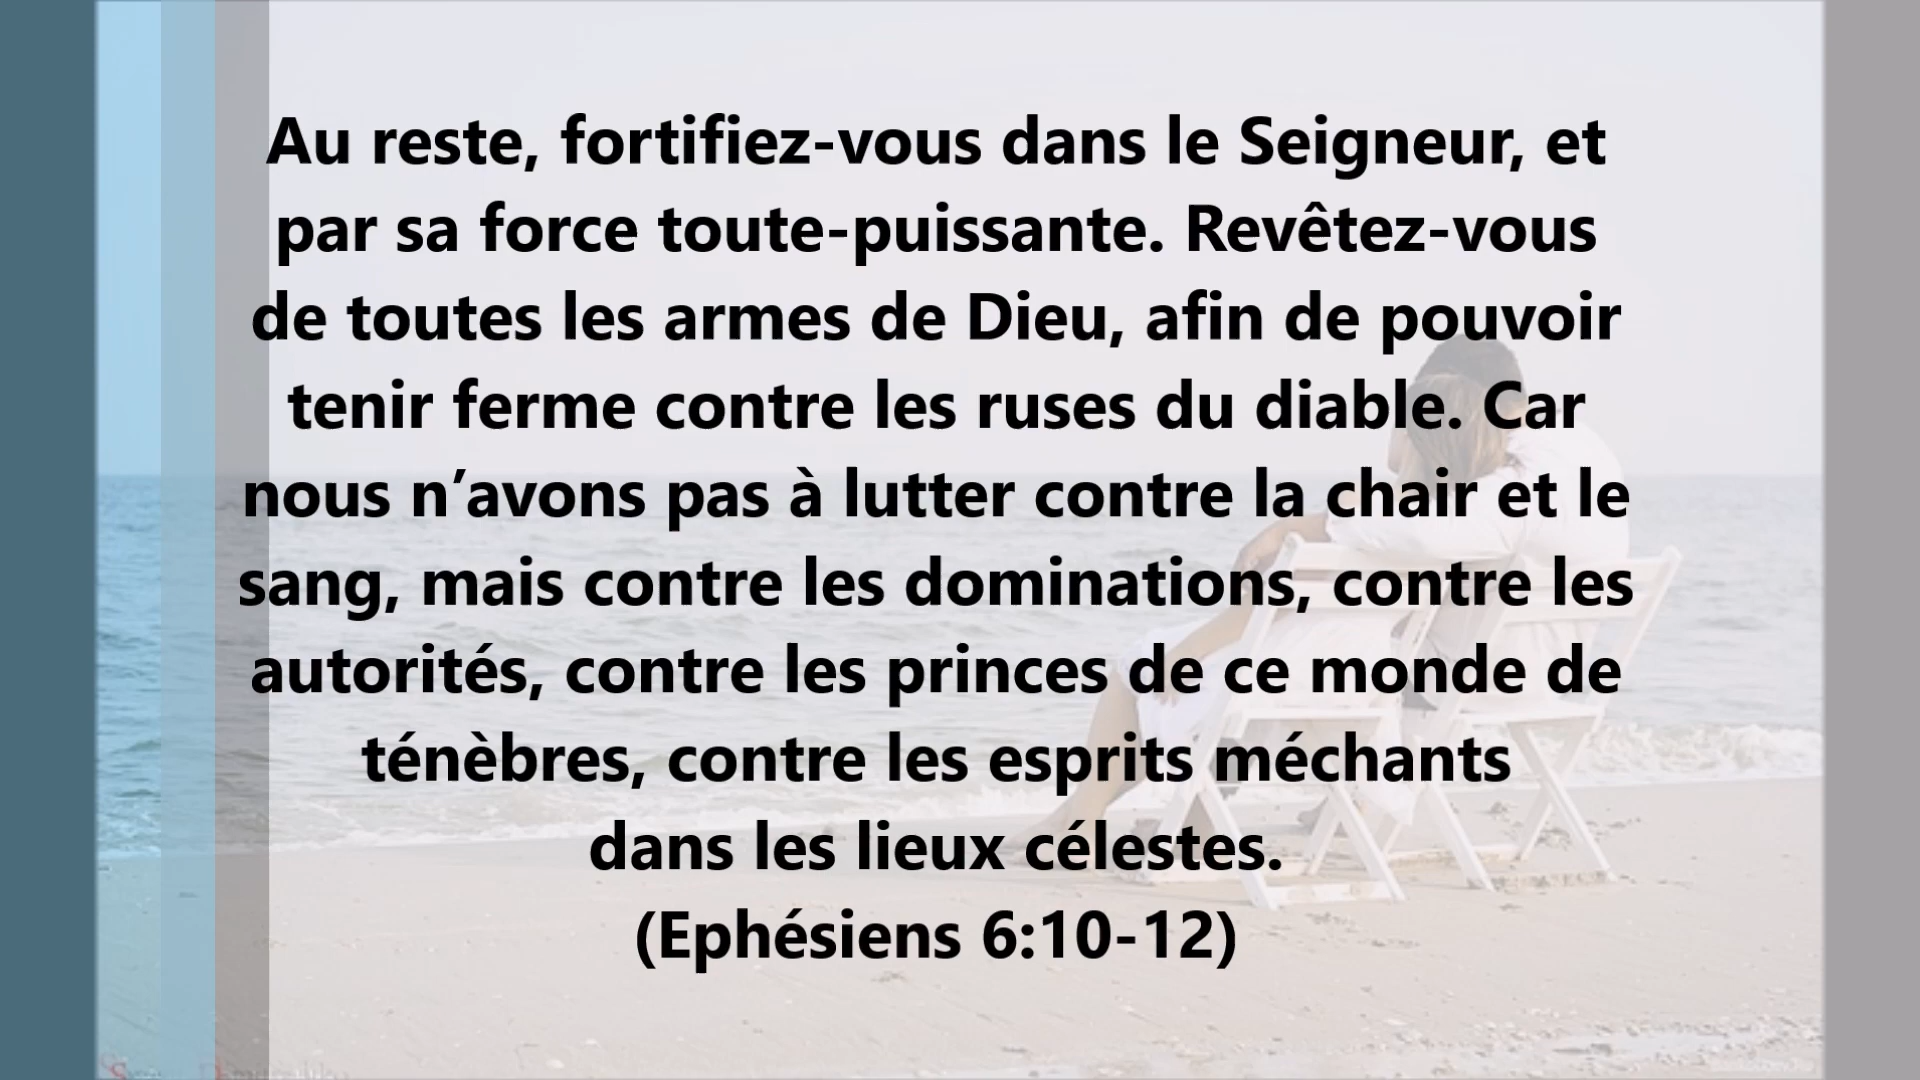 Au reste, fortifiez-vous dans le Seigneur, et
par sa force toute-puissante. Revêtez-vous
de toutes les armes de Dieu, afin de pouvoir
tenir ferme contre les ruses du diable. Car
nous n’avons pas à lutter contre la chair et le
sang, mais contre les dominations, contre les
autorités, contre les princes de ce monde de
ténèbres, contre les esprits méchants
dans les lieux célestes.
(Ephésiens 6:10-12)